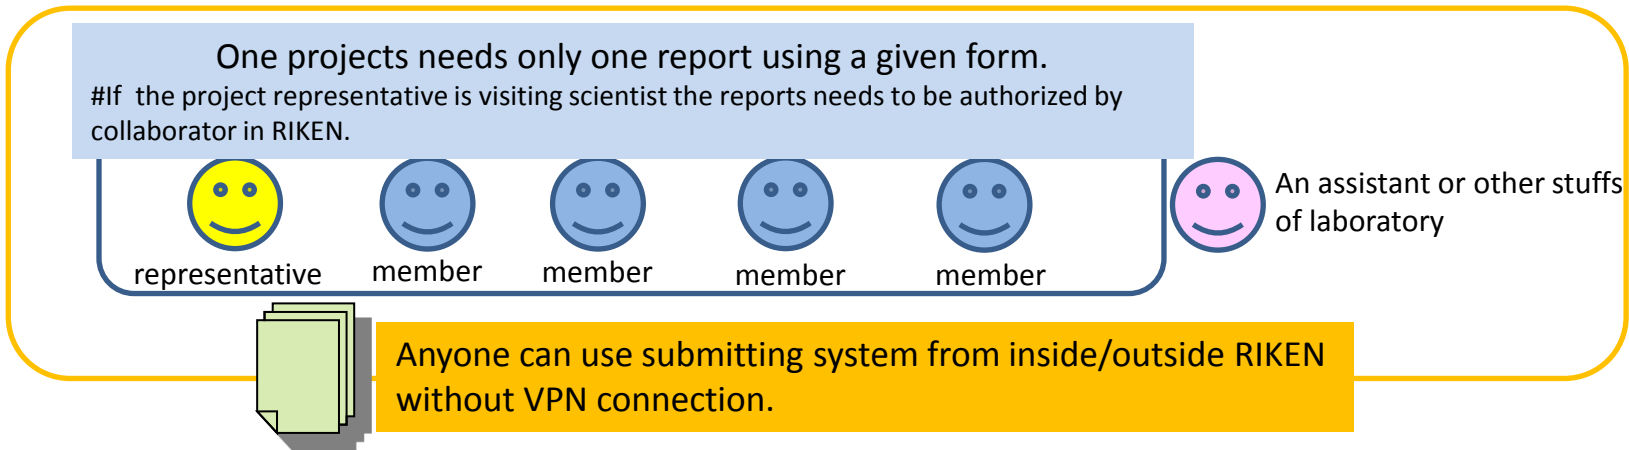 One projects needs only one report using a given form.
#If the project representative is visiting scientist the reports needs to be authorized by
collaborator in RIKEN.
An assistant or other stuffs
of laboratory
representative
member
member
member
member
Anyone can use submitting system from inside/outside RIKEN
without VPN connection.